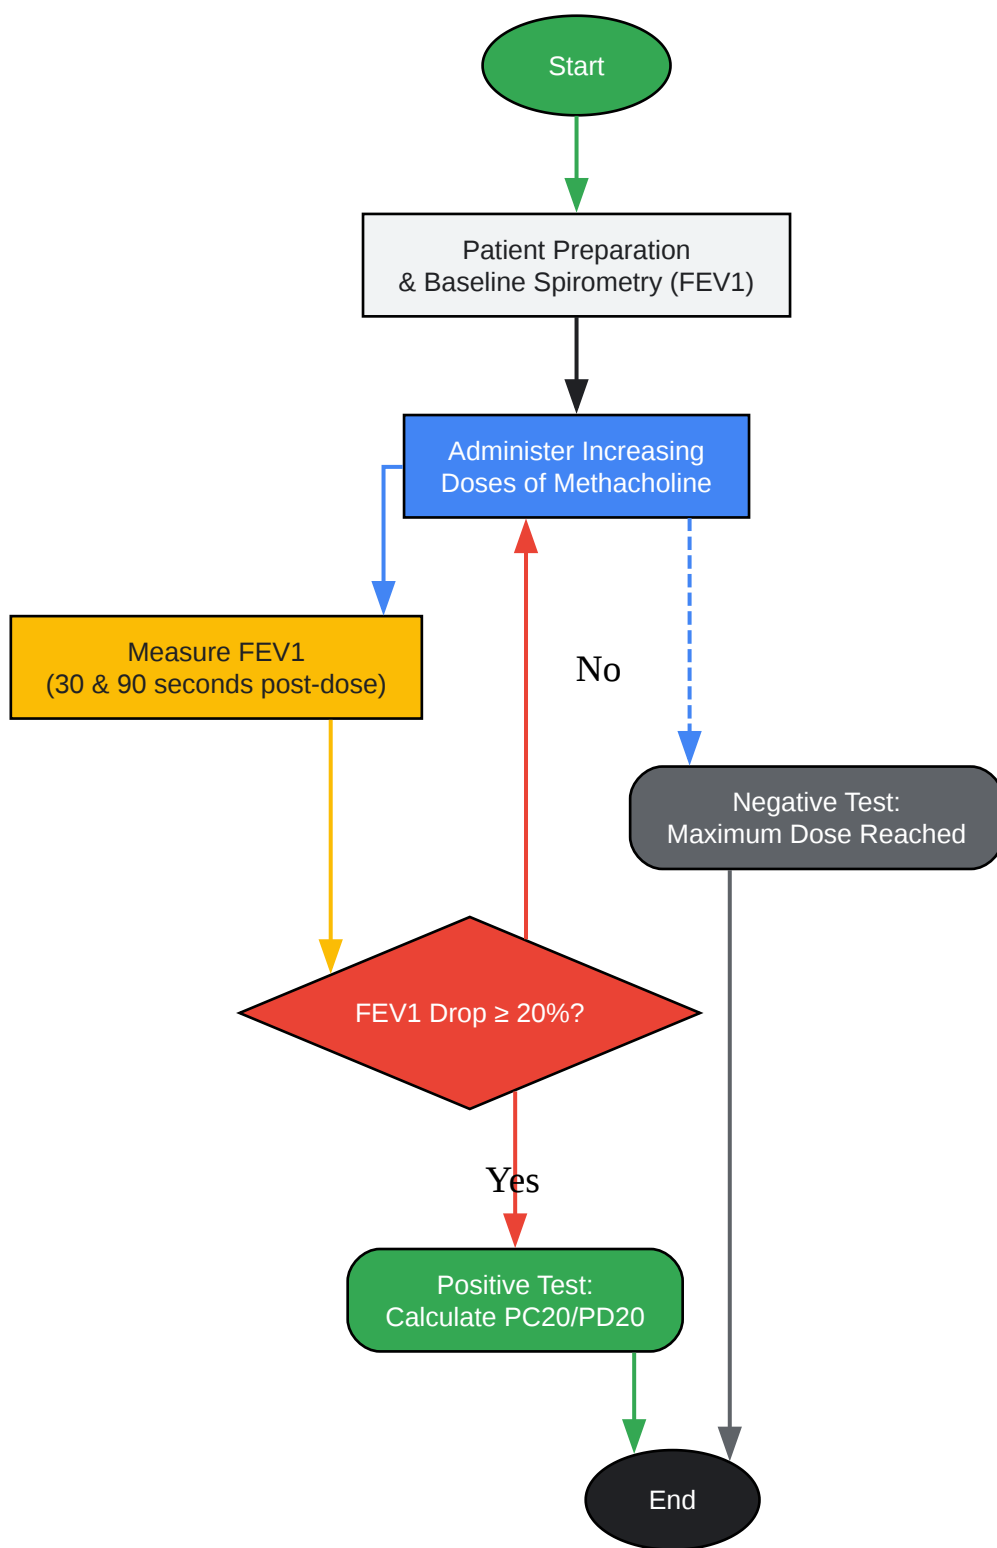 Start
Patient Preparation
& Baseline Spirometry (FEV1)
Administer Increasing
Doses of Methacholine
Measure FEV1
(30 & 90 seconds post-dose)
No
Negative Test:
Maximum Dose Reached
FEV1 Drop ≥ 20%?
Yes
Positive Test:
Calculate PC20/PD20
End